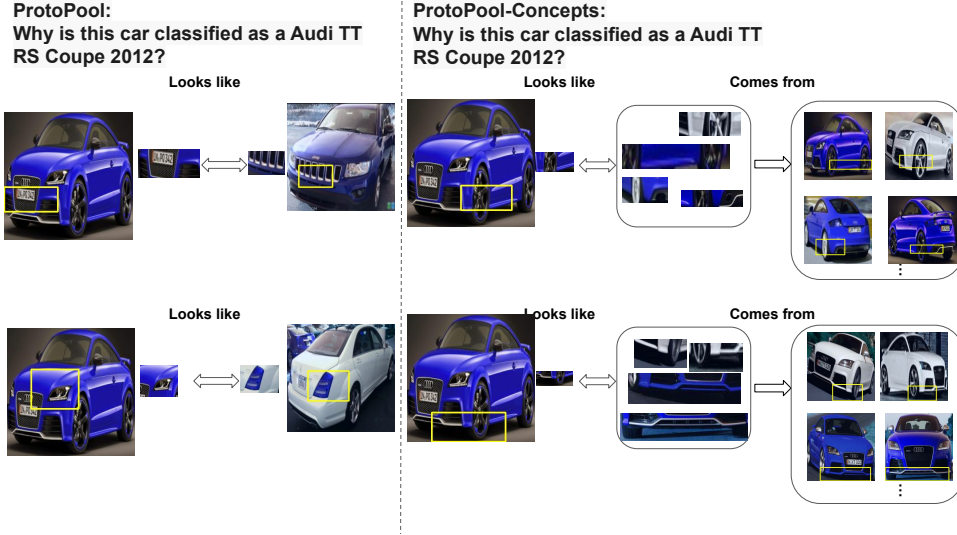 ProtoPool:
Why is this car classified as a Audi TT
RS Coupe 2012?
Looks like
Looks like
ProtoPool-Concepts:
Why is this car classified as a Audi TT
RS Coupe 2012?
Looks like
Comes from
Looks like
Comes from